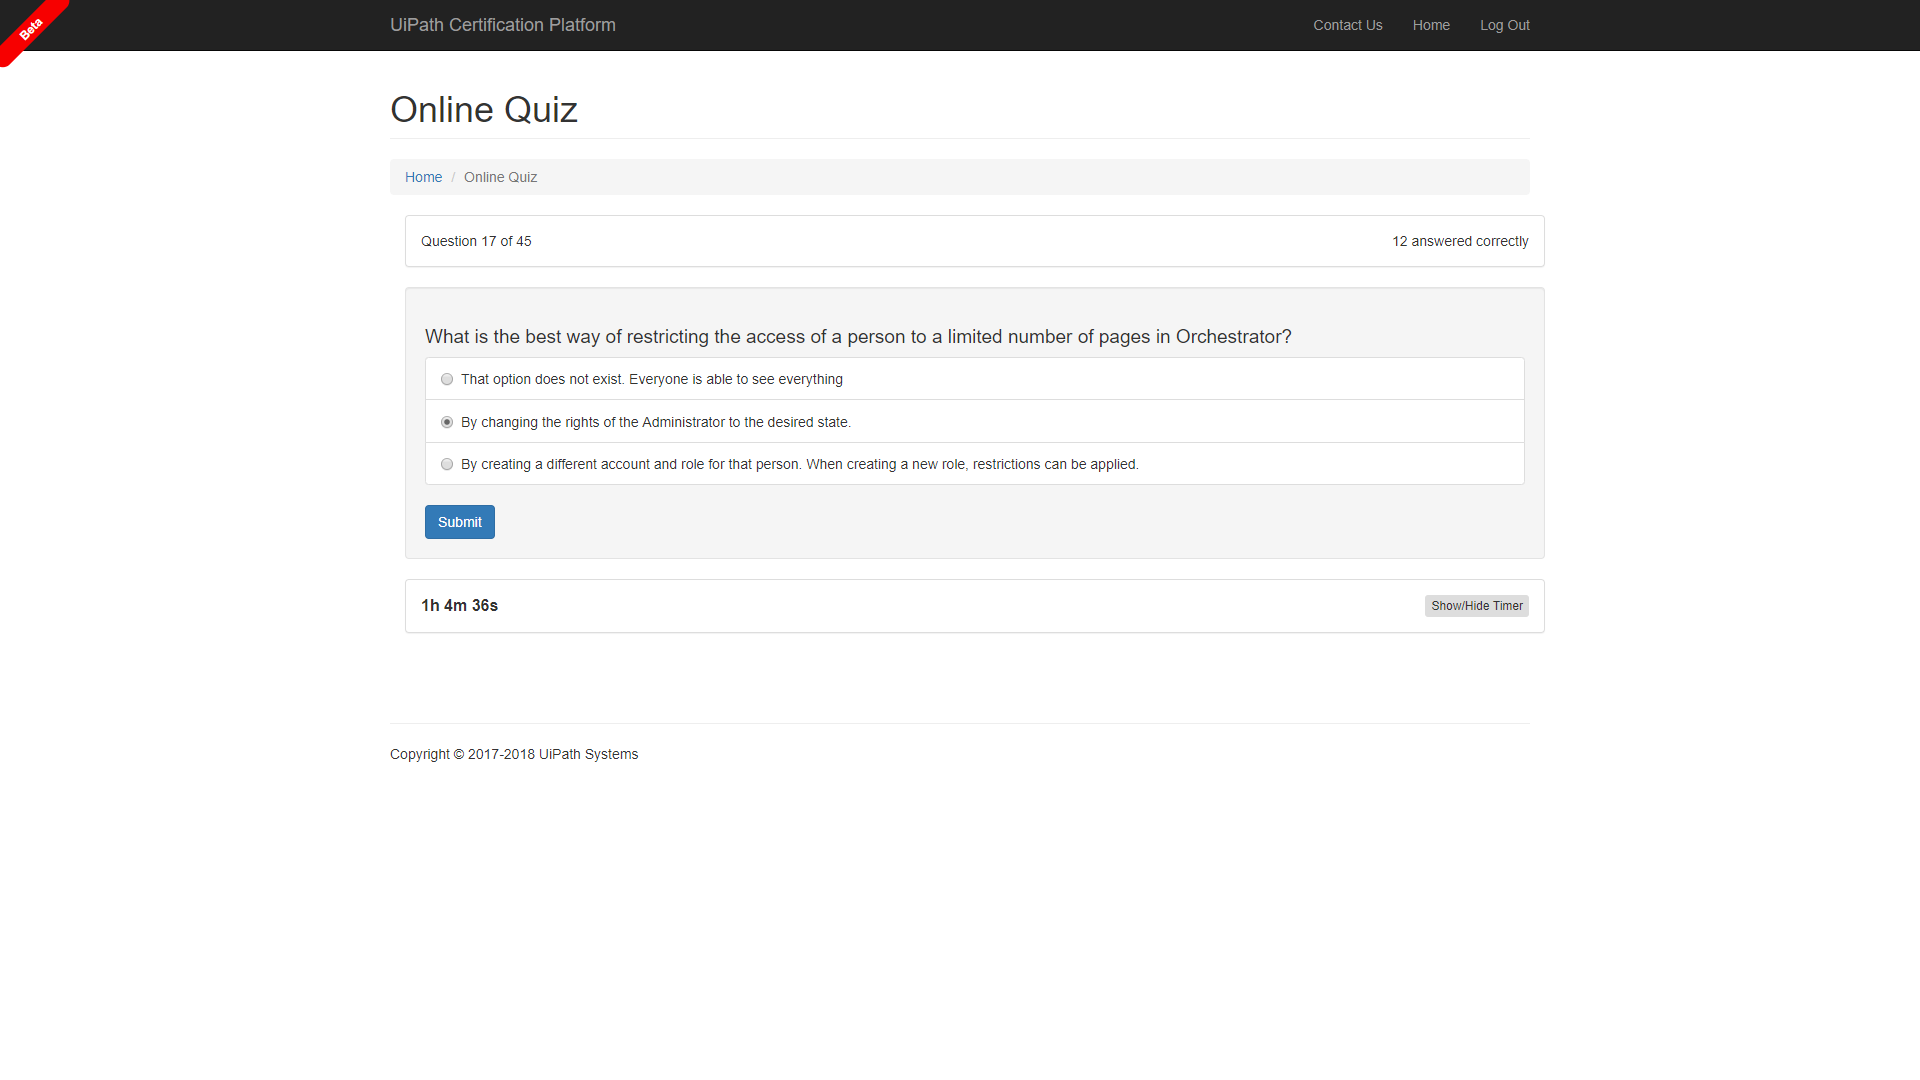 Beta
UiPath Certification Platform
Contact Us
Home
Log Out
Online Quiz
Home / Online Quiz
Question 17 of 45
12 answered correctly
What is the best way of restricting the access of a person to a limited number of pages in Orchestrator?
That option does not exist. Everyone is able to see everything
By changing the rights of the Administrator to the desired state.
By creating a different account and role for that person. When creating a new role, restrictions can be applied.
Submit
1h 4m 36s
Show/Hide Timer
Copyright © 2017-2018 UiPath Systems